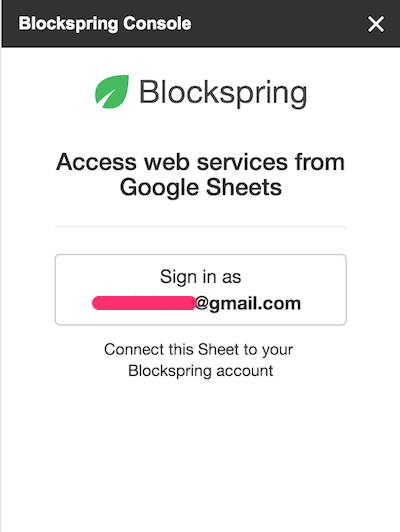 Blockspring Console
Blockspring
Access web services from
Google Sheets
Sign in as
@gmail.com
Connect this Sheet to your
Blockspring account